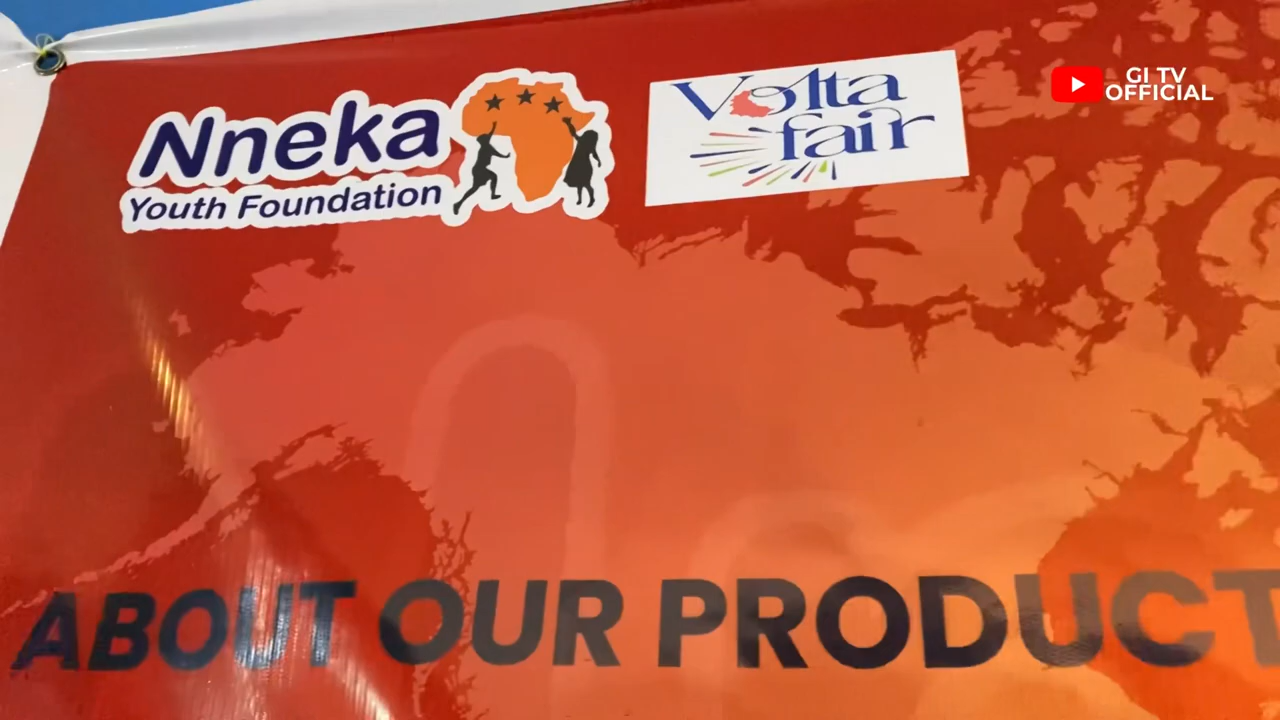 Nneka
Youth Foundation
Volta
fair
GI TV
OFFICIAL
ABOUT OUR PRODUCT